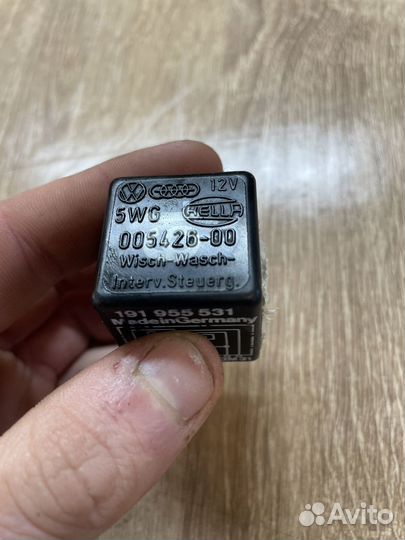 12V
5WG HELLA
005426-00
Wisch-Wasch-
Interv.Steuerg.
191 955 531
MadeinGermany
Avito